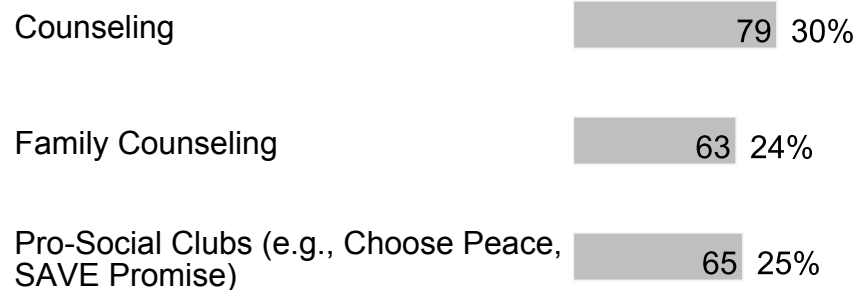 Counseling 79 30%
Family Counseling 63 24%
Pro-Social Clubs (e.g., Choose Peace,
SAVE Promise) 65 25%